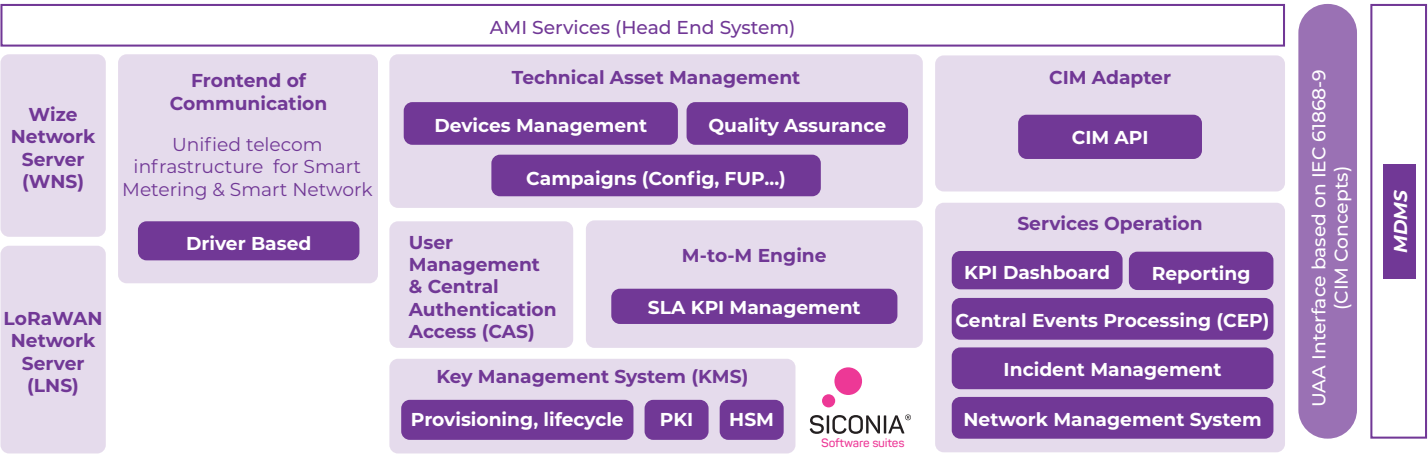 AMI Services (Head End System)
Wize
Network
Server
(WNS)
LoRaWAN
Network
Server
(LNS)
Frontend of
Communication
Unified telecom
infrastructure for Smart
Metering & Smart Network
Driver Based
Technical Asset Management
Devices Management
Quality Assurance
Campaigns (Config, FUP...)
User
Management
& Central
Authentication
Access (CAS)
M-to-M Engine
SLA KPI Management
Key Management System (KMS)
Provisioning, lifecycle
PKI
HSM
SICONIA®
Software suites
CIM Adapter
CIM API
Services Operation
KPI Dashboard
Reporting
Central Events Processing (CEP)
Incident Management
Network Management System
UAA Interface based on IEC 61868-9
(CIM Concepts)
MDMS